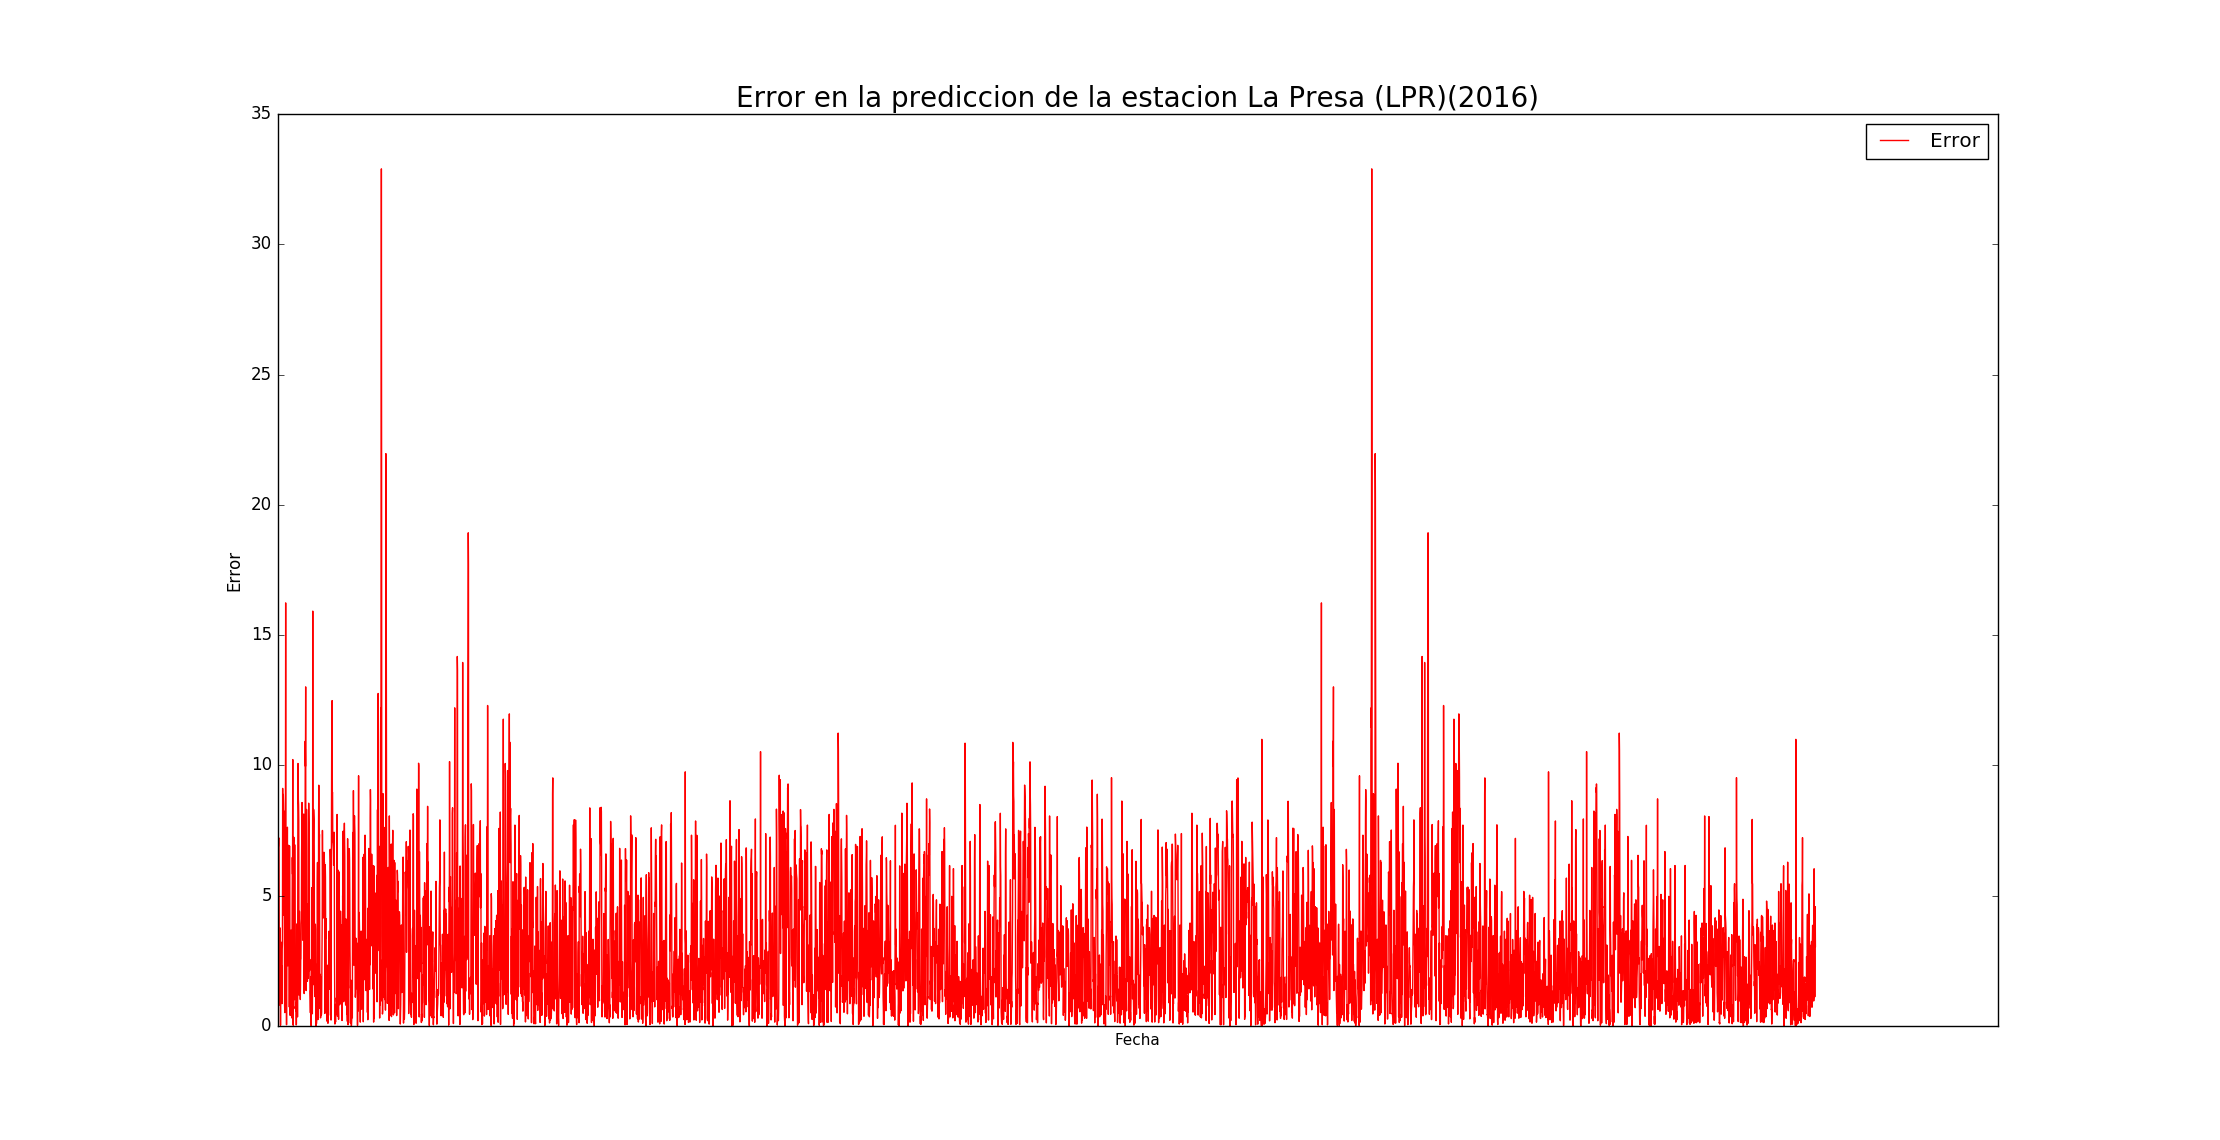 Error en la prediccion de la estacion La Presa (LPR)(2016)
35
Error
30
25
20
15
10
5
0
Error
Fecha